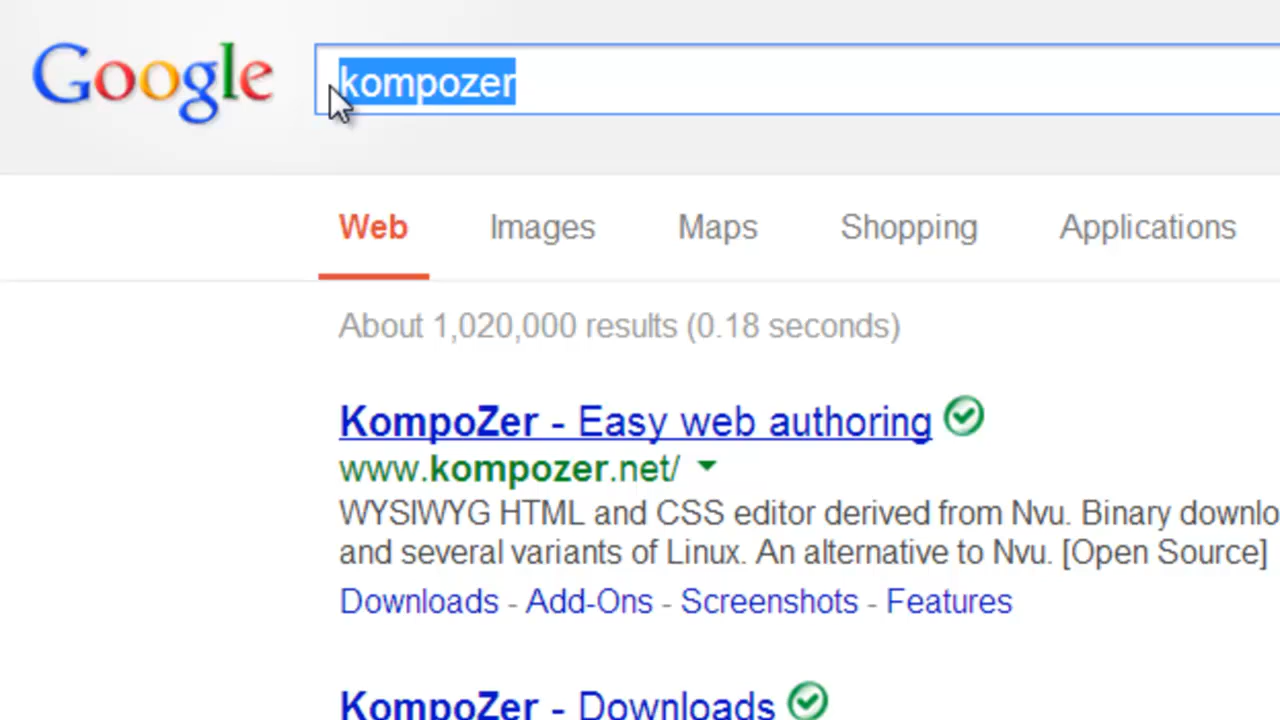 Google
kompozer
Web Images Maps Shopping Applications
About 1,020,000 results (0.18 seconds)
KompoZer - Easy web authoring
www.kompozer.net/
WYSIWYG HTML and CSS editor derived from Nvu. Binary downlo
and several variants of Linux. An alternative to Nvu. [Open Source]
Downloads - Add-Ons - Screenshots - Features
KompoZer - Downloads